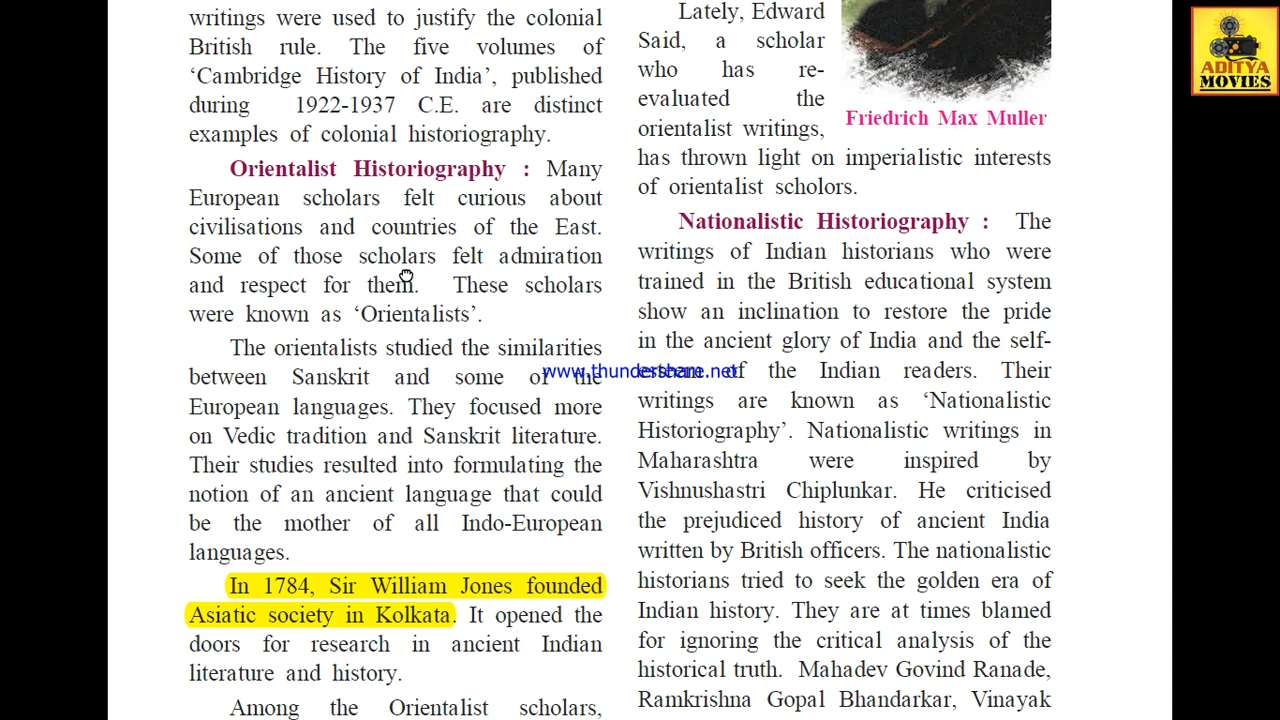 writings were used to justify the colonial
British rule. The five volumes of
‘Cambridge History of India’, published
during 1922-1937 C.E. are distinct
examples of colonial historiography.
Orientalist Historiography : Many
European scholars felt curious about
civilisations and countries of the East.
Some of those scholars felt admiration
and respect for them. These scholars
were known as ‘Orientalists’.
The orientalists studied the similarities
between Sanskrit and some of the
European languages. They focused more
on Vedic tradition and Sanskrit literature.
Their studies resulted into formulating the
notion of an ancient language that could
be the mother of all Indo-European
languages.
In 1784, Sir William Jones founded
Asiatic society in Kolkata. It opened the
doors for research in ancient Indian
literature and history.
Among the Orientalist scholars,
Lately, Edward
Said, a scholar
who has re-
evaluated the
orientalist writings,
has thrown light on imperialistic interests
of orientalist scholors.
Friedrich Max Muller
Nationalistic Historiography : The
writings of Indian historians who were
trained in the British educational system
show an inclination to restore the pride
in the ancient glory of India and the self-
of the Indian readers. Their
writings are known as ‘Nationalistic
Historiography’. Nationalistic writings in
Maharashtra were inspired by
Vishnushastri Chiplunkar. He criticised
the prejudiced history of ancient India
written by British officers. The nationalistic
historians tried to seek the golden era of
Indian history. They are at times blamed
for ignoring the critical analysis of the
historical truth. Mahadev Govind Ranade,
Ramkrishna Gopal Bhandarkar, Vinayak
www.thundershare.net
ADITYA
MOVIES